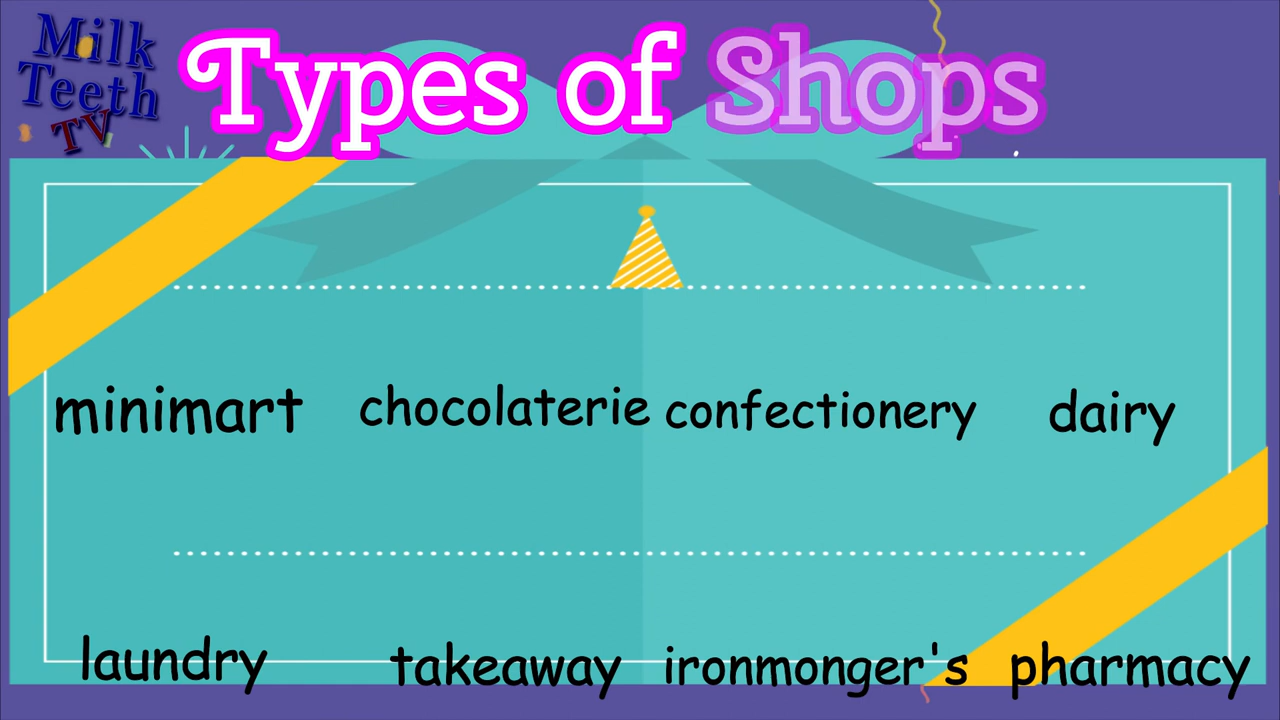 Milk
Teeth
TV
Types of Shops
minimart chocolaterie confectionery dairy
laundry takeaway ironmonger's pharmacy